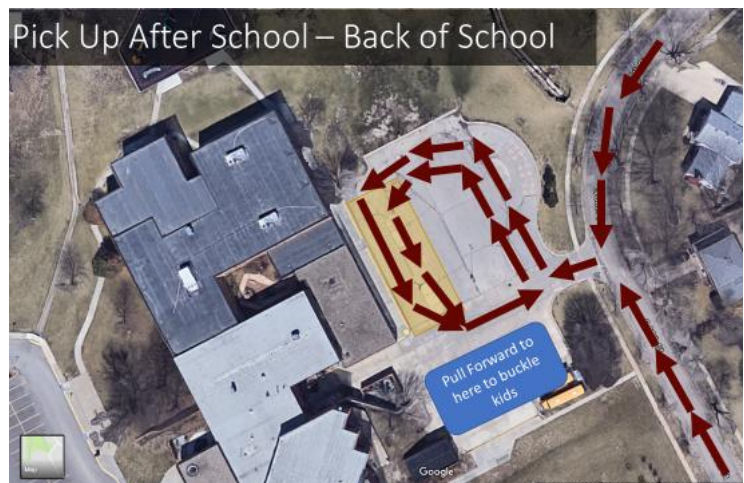 Pick Up After School – Back of School
Pull Forward to
here to buckle
kids
Map
Google